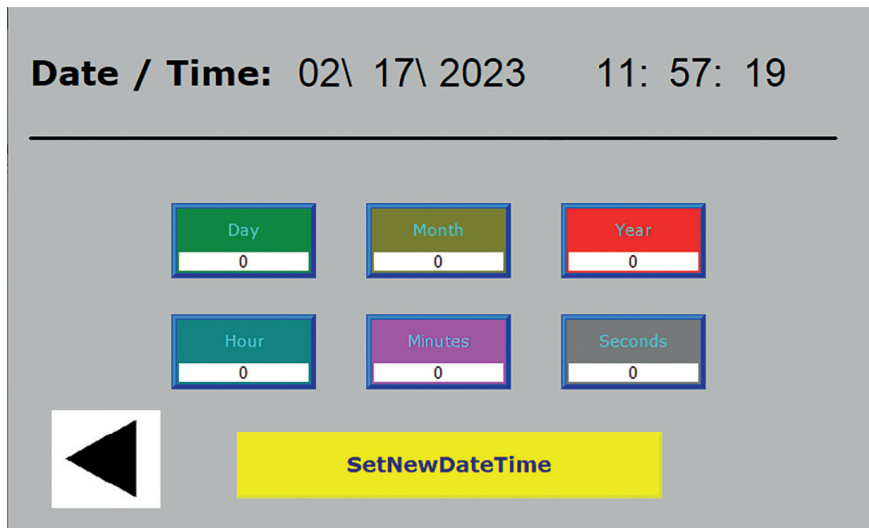 Date / Time: 02\ 17\ 2023 11: 57: 19
Day Month Year
0 0 0
Hour Minutes Seconds
0 0 0
SetNewDateTime